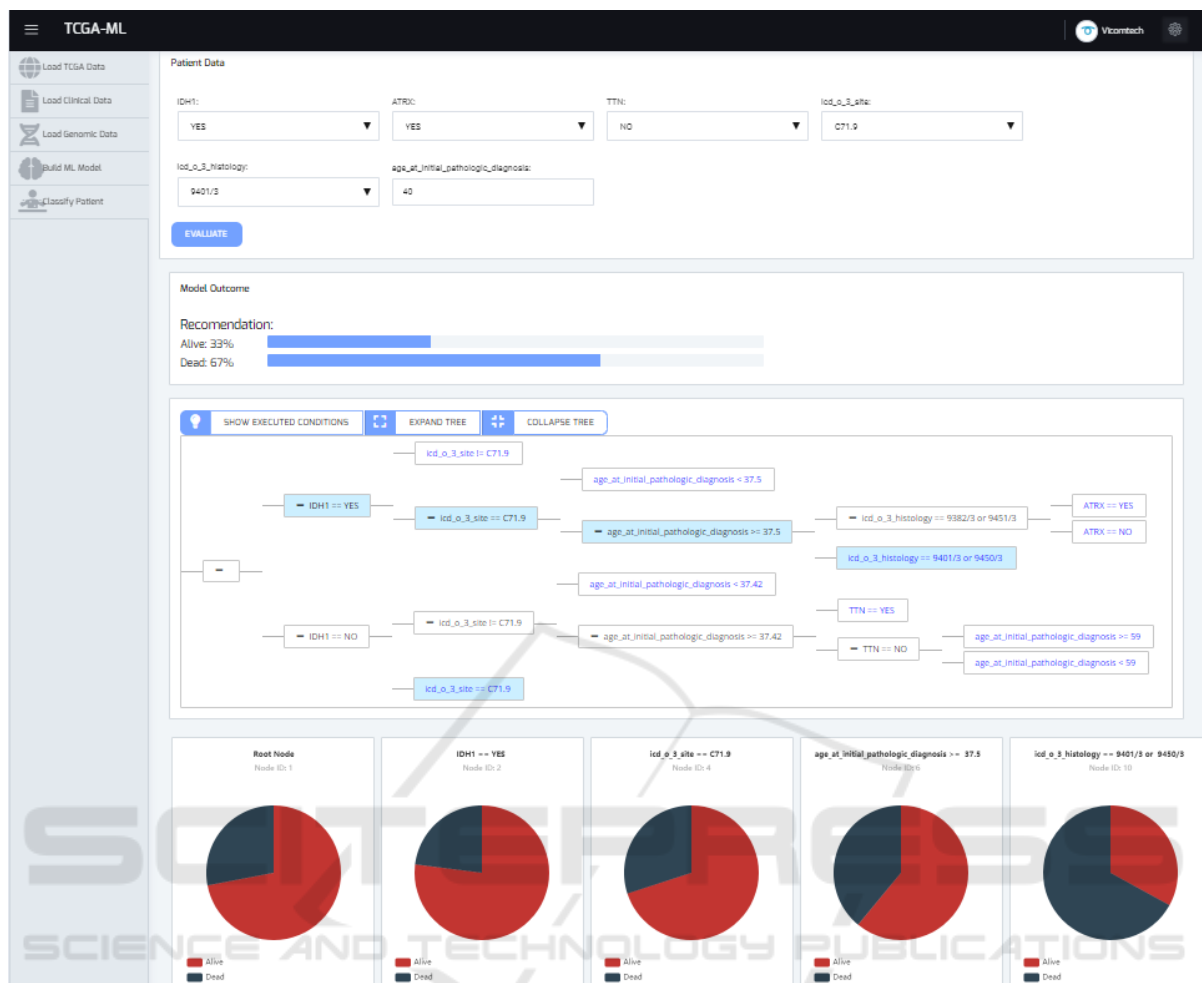 TCGA-ML
Vicomtech
Load TCGA Data
Load Clinical Data
Load Genomic Data
Build ML Model
Classify Patient
Patient Data
IDH1: ATRX: TTN: icd_o_3_site:
YES YES NO C71.9
icd_o_3_histology: age_at_initial_pathologic_diagnosis:
9401/3 40
EVALUATE
Model Outcome
Recomendation:
Alive: 33%
Dead: 67%
SHOW EXECUTED CONDITIONS EXPAND TREE COLLAPSE TREE
icd_o_3_site != C71.9
age_at_initial_pathologic_diagnosis < 37.5
IDH1 == YES
ATRX == YES
icd_o_3_site == C71.9
icd_o_3_histology == 9382/3 or 9451/3
age_at_initial_pathologic_diagnosis >= 37.5
ATRX == NO
icd_o_3_histology == 9401/3 or 9450/3
age_at_initial_pathologic_diagnosis < 37.42
TTN == YES
icd_o_3_site != C71.9
IDH1 == NO
age_at_initial_pathologic_diagnosis >= 37.42
age_at_initial_pathologic_diagnosis >= 59
TTN == NO
age_at_initial_pathologic_diagnosis < 59
icd_o_3_site == C71.9
Root Node IDH1 == YES icd_o_3_site == C71.9 age_at_initial_pathologic_diagnosis >= 37.5 icd_o_3_histology == 9401/3 or 9450/3
Node ID: 1 Node ID: 2 Node ID: 4 Node ID: 6 Node ID: 10
SCITEPRESS
SCIENCE AND TECHNOLOGY PUBLICATIONS
Alive Alive Alive Alive Alive
Dead Dead Dead Dead Dead